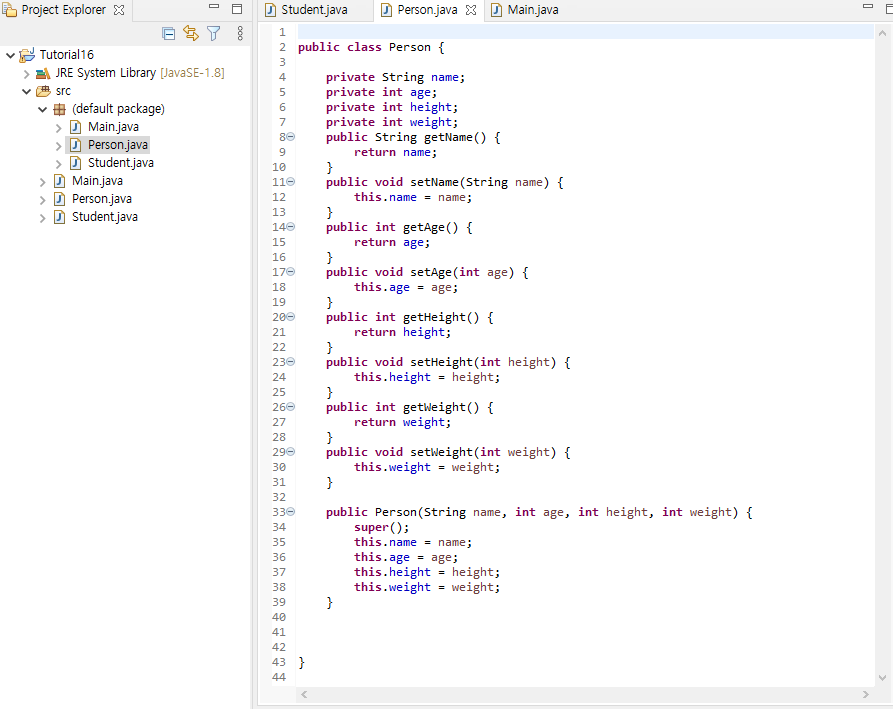 Project Explorer
Tutorial16
JRE System Library [JavaSE-1.8]
src
(default package)
Main.java
Person.java
Student.java
Main.java
Person.java
Student.java
Student.java
Person.java
Main.java
1
2 public class Person {
3
4 private String name;
5 private int age;
6 private int height;
7 private int weight;
8 public String getName() {
9 return name;
10 }
11 public void setName(String name) {
12 this.name = name;
13 }
14 public int getAge() {
15 return age;
16 }
17 public void setAge(int age) {
18 this.age = age;
19 }
20 public int getHeight() {
21 return height;
22 }
23 public void setHeight(int height) {
24 this.height = height;
25 }
26 public int getWeight() {
27 return weight;
28 }
29 public void setWeight(int weight) {
30 this.weight = weight;
31 }
32
33 public Person(String name, int age, int height, int weight) {
34 super();
35 this.name = name;
36 this.age = age;
37 this.height = height;
38 this.weight = weight;
39 }
40
41
42
43 }
44